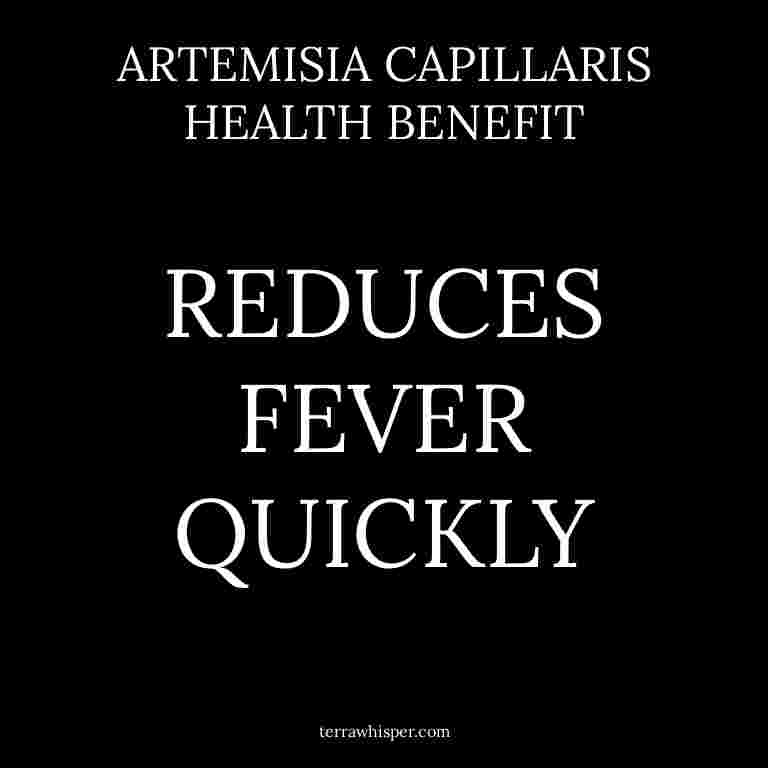 ARTEMISIA CAPILLARIS
HEALTH BENEFIT
REDUCES
FEVER
QUICKLY
terrawhisper.com